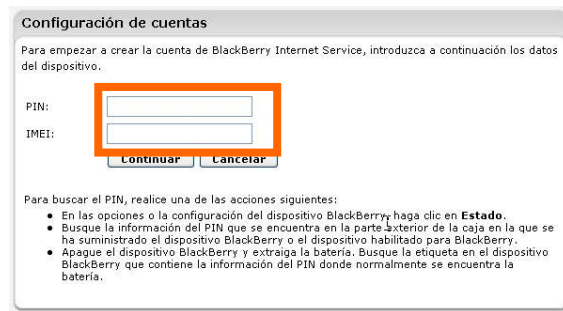 Configuración de cuentas
Para empezar a crear la cuenta de BlackBerry Internet Service, introduzca a continuación los datos
del dispositivo.
PIN:
IMEI:
Continuar Cancelar
Para buscar el PIN, realice una de las acciones siguientes:
• En las opciones o la configuración del dispositivo BlackBerry, haga clic en Estado.
• Busque la información del PIN que se encuentra en la parte exterior de la caja en la que se
ha suministrado el dispositivo BlackBerry o el dispositivo habilitado para BlackBerry.
• Apague el dispositivo BlackBerry y extraiga la batería. Busque la etiqueta en el dispositivo
BlackBerry que contiene la información del PIN donde normalmente se encuentra la
batería.